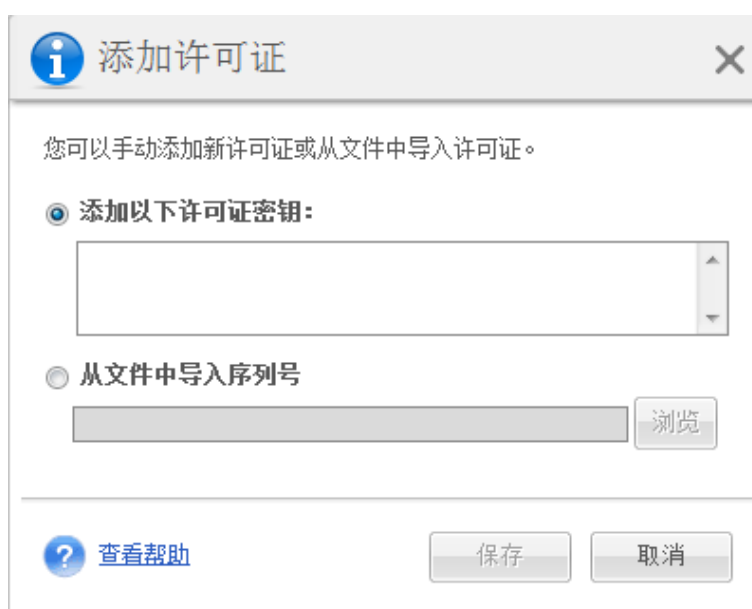 添加许可证
您可以手动添加新许可证或从文件中导入许可证。
添加以下许可证密钥：
从文件中导入序列号
浏览
查看帮助
保存
取消